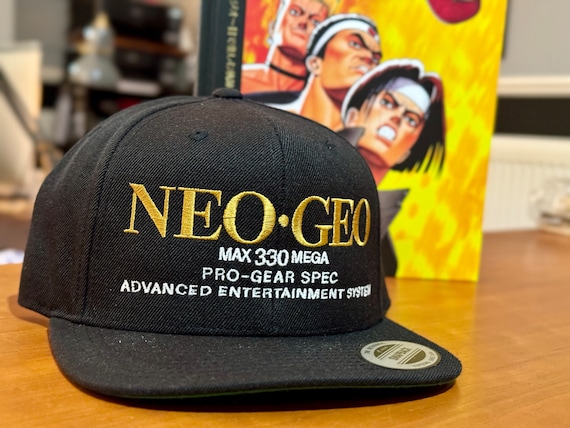 NEO·GEO
MAX 330 MEGA
PRO-GEAR SPEC
ADVANCED ENTERTAINMENT SYSTEM